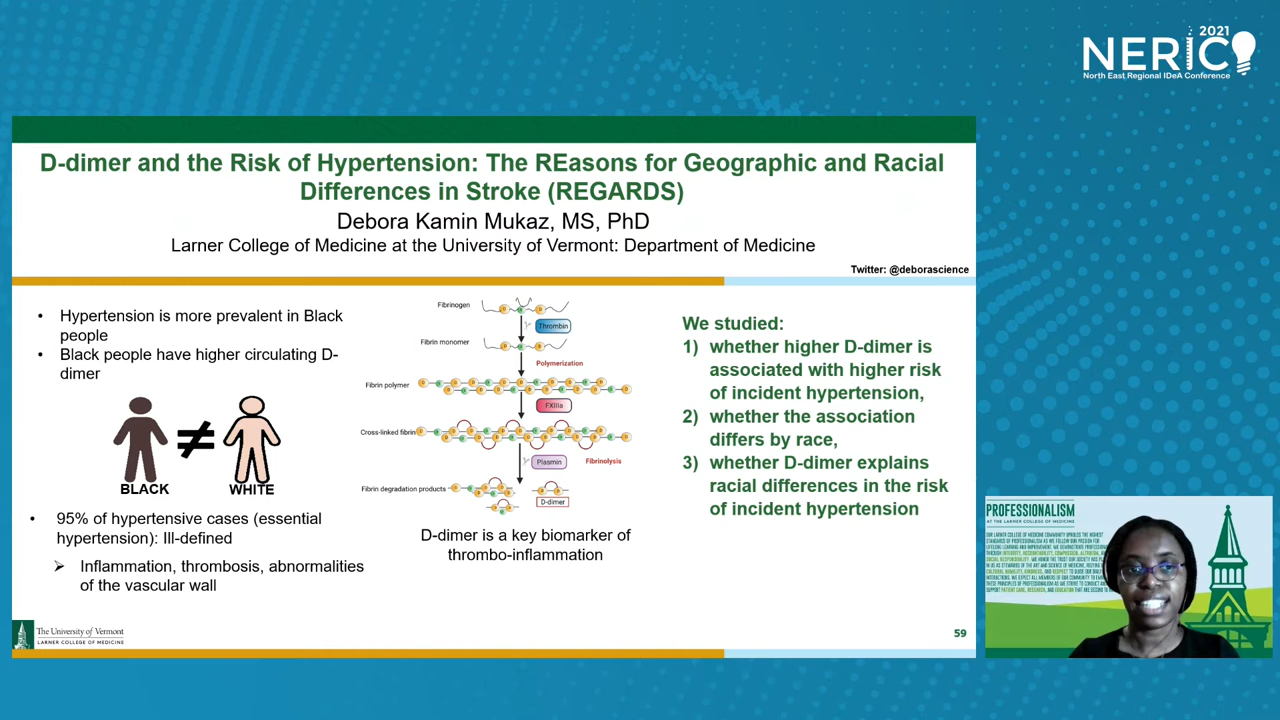 2021
NERIC
North East Regional IDeA Conference
D-dimer and the Risk of Hypertension: The REasons for Geographic and Racial
Differences in Stroke (REGARDS)
Debora Kamin Mukaz, MS, PhD
Larner College of Medicine at the University of Vermont: Department of Medicine
Twitter: @deborascience
• Hypertension is more prevalent in Black
people
• Black people have higher circulating D-
dimer
≠
BLACK
WHITE
• 95% of hypertensive cases (essential
hypertension): Ill-defined
➢ Inflammation, thrombosis, abnormalities
of the vascular wall
Fibrinogen
Thrombin
Fibrin monomer
Polymerization
Fibrin polymer
FXIIIa
Cross-linked fibrin
Plasmin
Fibrinolysis
Fibrin degradation products
D-dimer
D-dimer is a key biomarker of
thrombo-inflammation
We studied:
1) whether higher D-dimer is
associated with higher risk
of incident hypertension,
2) whether the association
differs by race,
3) whether D-dimer explains
racial differences in the risk
of incident hypertension
The University of Vermont
LARNER COLLEGE OF MEDICINE
59
PROFESSIONALISM
AT THE LARNER COLLEGE OF MEDICINE